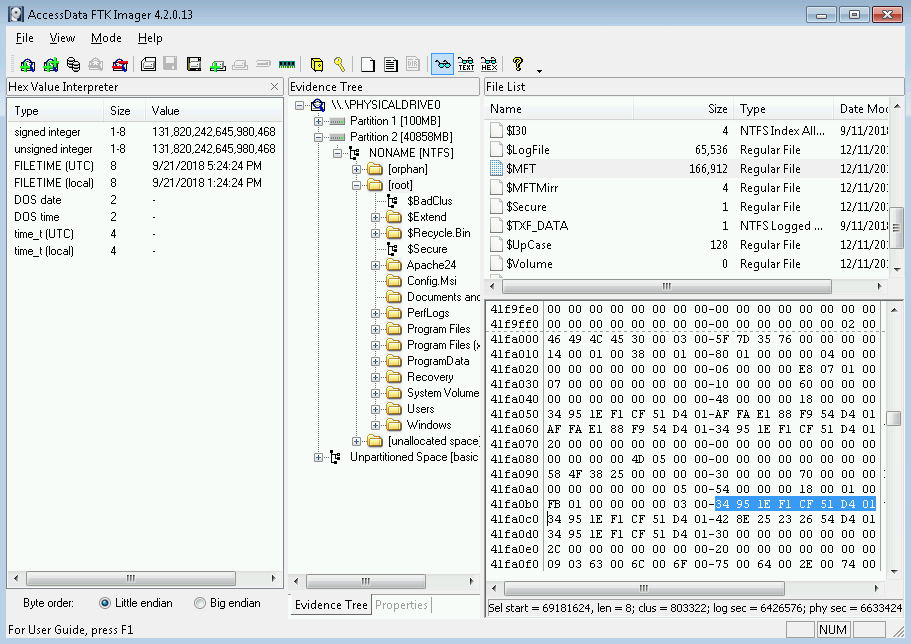 AccessData FTK Imager 4.2.0.13
File View Mode Help
Hex Value Interpreter
Type Size Value
signed integer 1-8 131,820,242,645,980,468
unsigned integer 1-8 131,820,242,645,980,468
FILETIME (UTC) 8 9/21/2018 5:24:24 PM
FILETIME (local) 8 9/21/2018 1:24:24 PM
DOS date 2 -
DOS time 2 -
time_t (UTC) 4 -
time_t (local) 4 -
Byte order: Little endian Big endian
Evidence Tree
\\.\PHYSICALDRIVE0
Partition 1 [100MB]
Partition 2 [40858MB]
NONAME [NTFS]
[orphan]
[root]
$BadClus
$Extend
$Recycle.Bin
$Secure
Apache24
Config.Msi
Documents and
PerfLogs
Program Files
Program Files (x
ProgramData
Recovery
System Volume
Users
Windows
[unallocated space]
Unpartitioned Space [basic
Evidence Tree Properties
File List
Name Size Type Date Mod
$I30 4 NTFS Index All... 9/11/2018
$LogFile 65,536 Regular File 12/11/20
$MFT 166,912 Regular File 12/11/20
$MFTMirr 4 Regular File 12/11/20
$Secure 1 Regular File 12/11/20
$TXF_DATA 1 NTFS Logged ... 9/11/2018
$UpCase 128 Regular File 12/11/20
$Volume 0 Regular File 12/11/20
41f9fe0 00 00 00 00 00 00 00 00-00 00 00 00 00 00 00 00
41f9ff0 00 00 00 00 00 00 00 00-00 00 00 00 00 00 02 00
41fa000 46 49 4C 45 30 00 03 00-5F 7D 35 76 00 00 00 00
41fa010 14 00 01 00 38 00 01 00-80 01 00 00 00 04 00 00
41fa020 00 00 00 00 00 00 00 00-06 00 00 00 E8 07 01 00
41fa030 07 00 00 00 00 00 00 00-10 00 00 00 60 00 00 00
41fa040 00 00 00 00 00 00 00 00-48 00 00 00 18 00 00 00
41fa050 34 95 1E F1 CF 51 D4 01-AF FA E1 88 F9 54 D4 01
41fa060 AF FA E1 88 F9 54 D4 01-34 95 1E F1 CF 51 D4 01
41fa070 20 00 00 00 00 00 00 00-00 00 00 00 00 00 00 00
41fa080 00 00 00 00 4D 05 00 00-00 00 00 00 00 00 00 00
41fa090 58 4F 38 25 00 00 00 00-30 00 00 00 70 00 00 00
41fa0a0 00 00 00 00 00 00 05 00-54 00 00 00 18 00 01 00
41fa0b0 FB 01 00 00 00 00 03 00-34 95 1E F1 CF 51 D4 01
41fa0c0 34 95 1E F1 CF 51 D4 01-42 8E 25 23 26 54 D4 01
41fa0d0 34 95 1E F1 CF 51 D4 01-30 00 00 00 00 00 00 00
41fa0e0 2C 00 00 00 00 00 00 00-20 00 00 00 00 00 00 00
41fa0f0 09 03 63 00 6C 00 6F 00-75 00 64 00 2E 00 74 00
Sel start = 69181624, len = 8; clus = 803322; log sec = 6426576; phy sec = 6633424
For User Guide, press F1
NUM